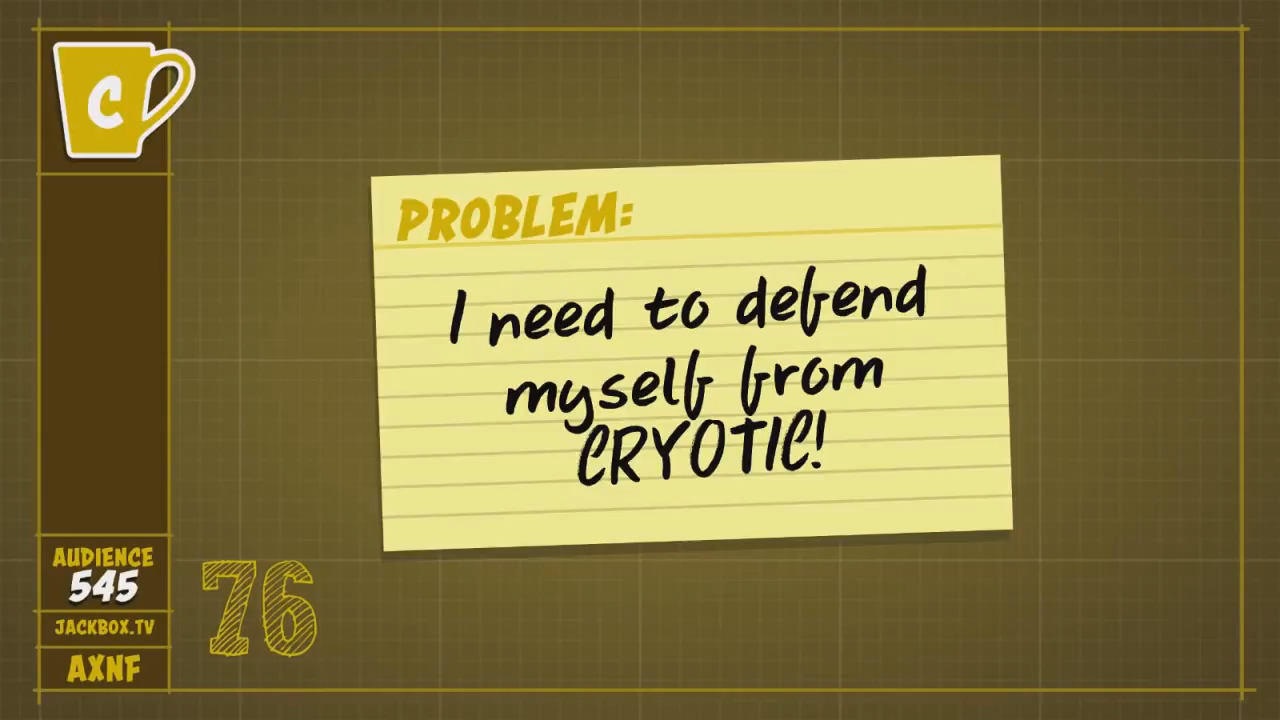 C
PROBLEM:
I need to defend
myself from
CRYOTIC!
AUDIENCE
545
JACKBOX.TV
AXNF
76